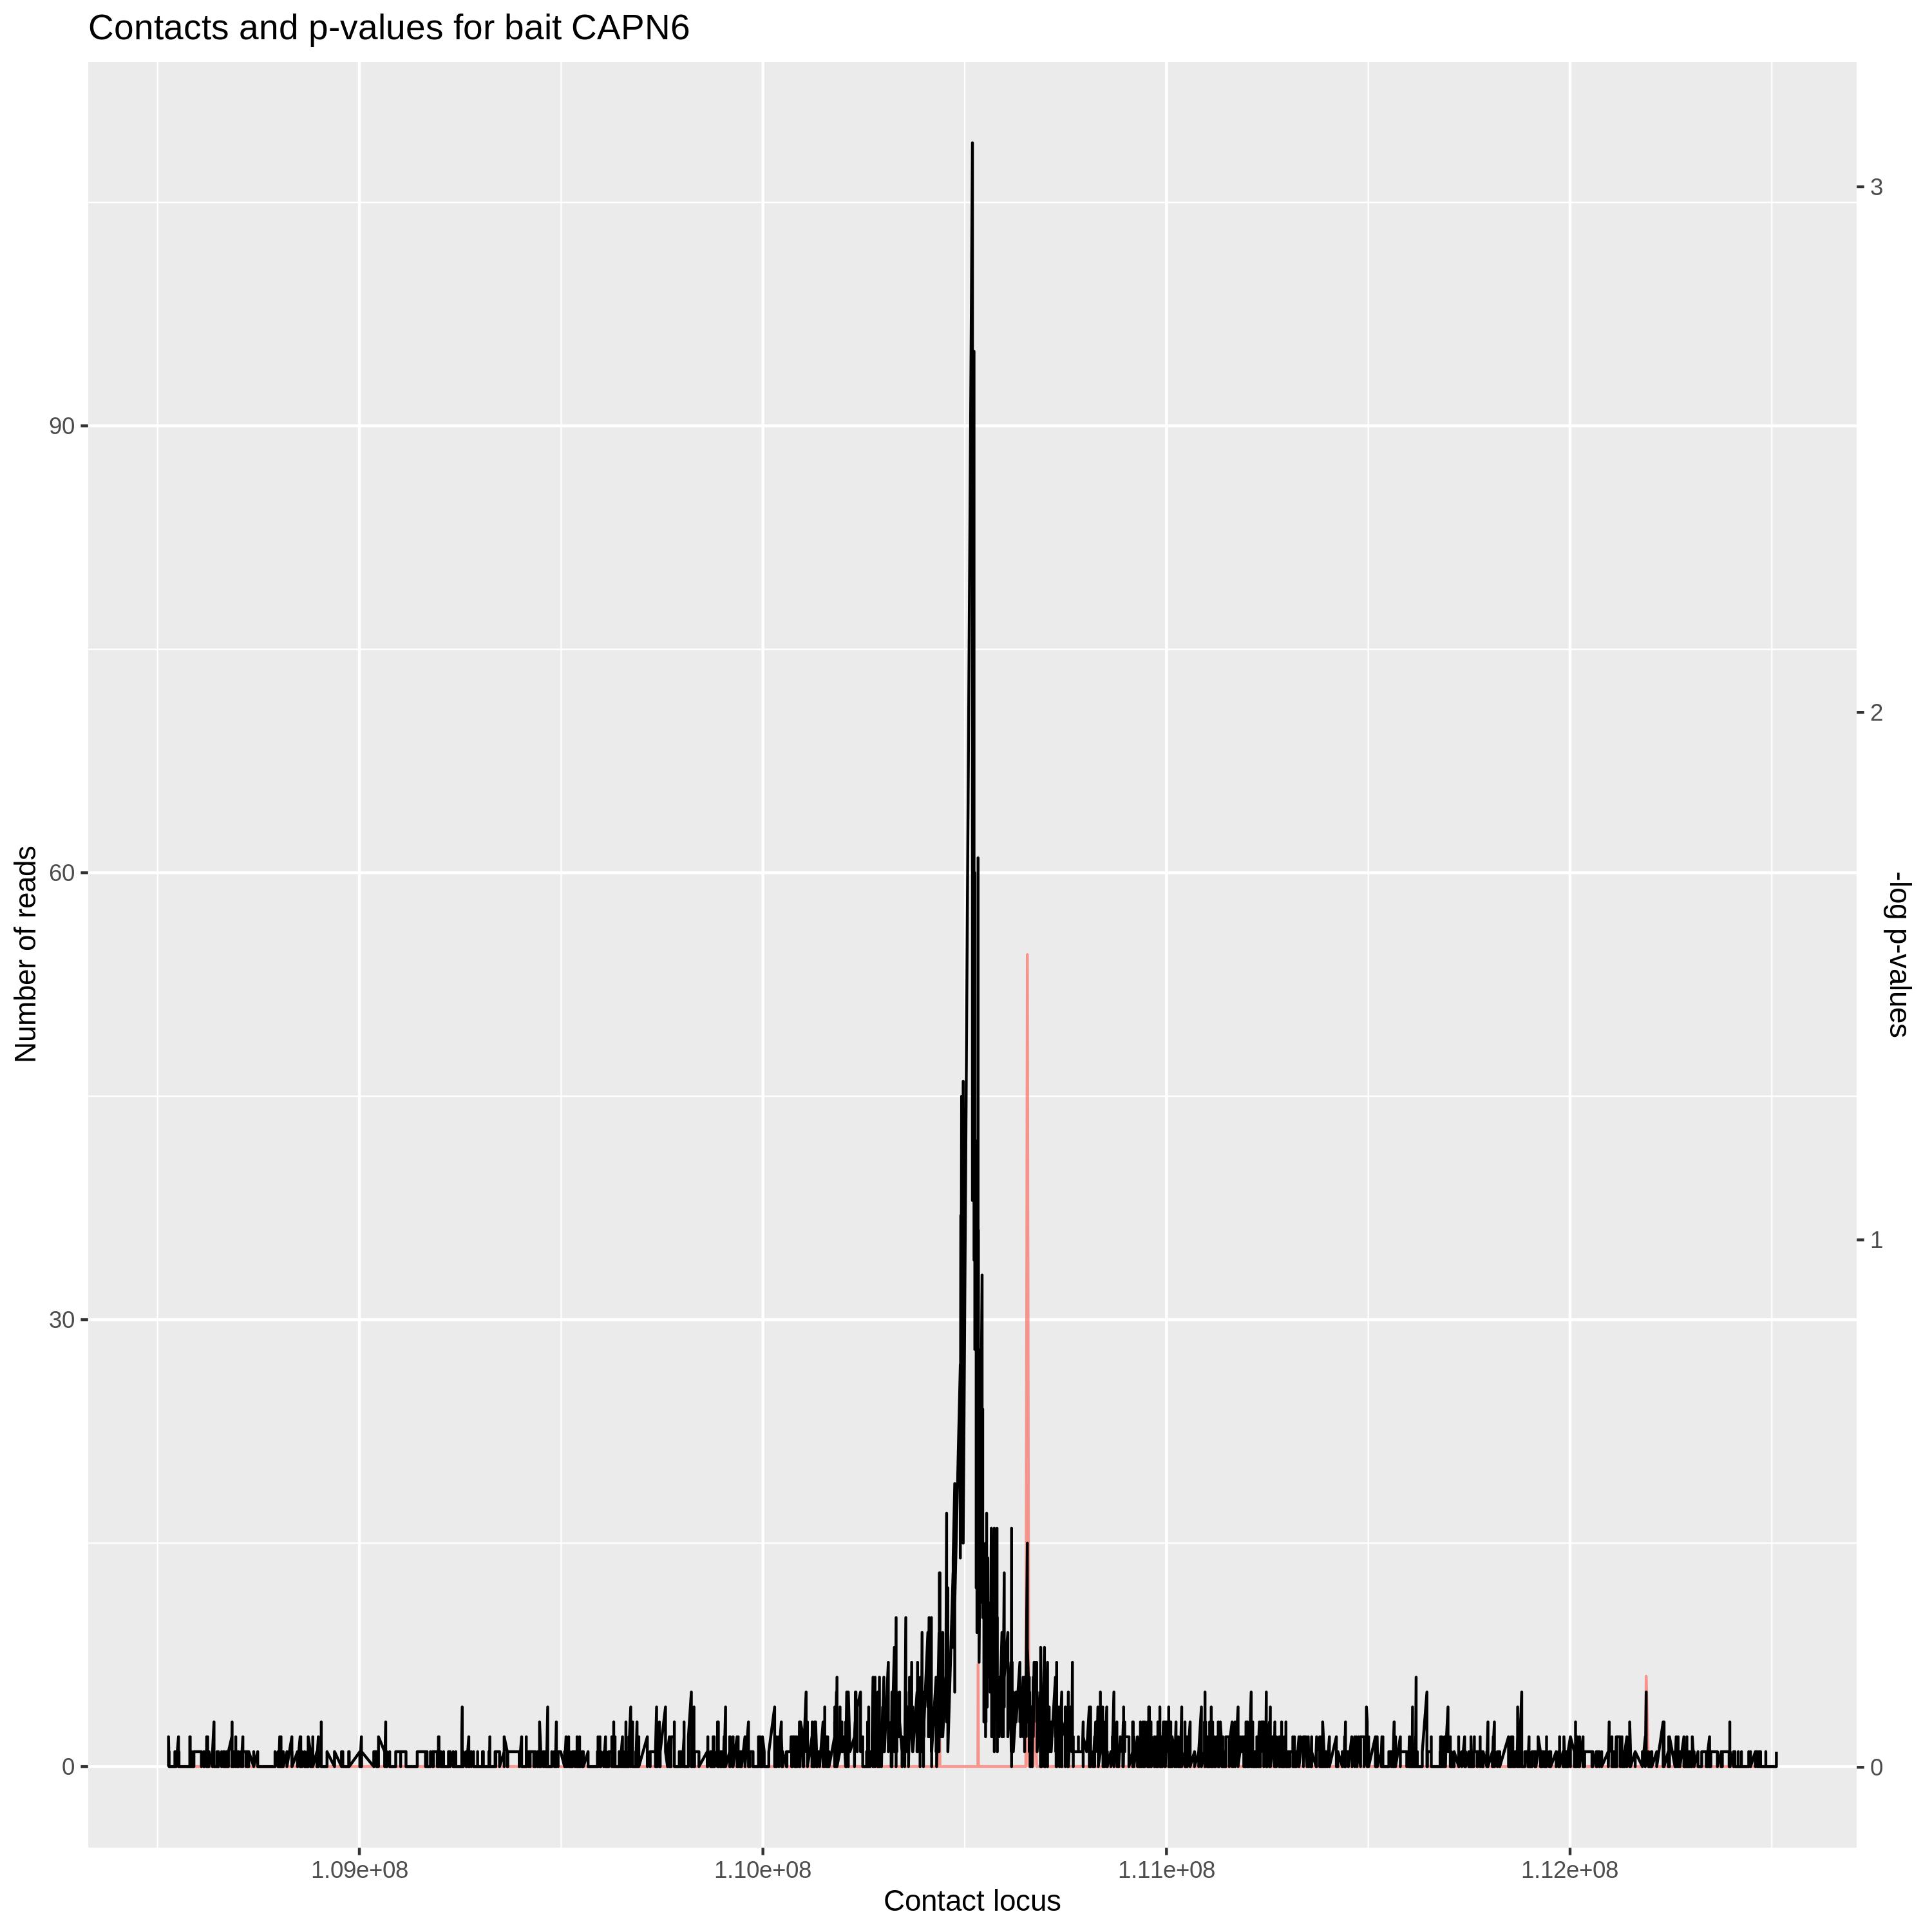 Contacts and p-values for bait CAPN6
Number of reads
90
60
30
0
3
2
1
0
-log p-values
1.09e+08 1.10e+08 1.11e+08 1.12e+08
Contact locus